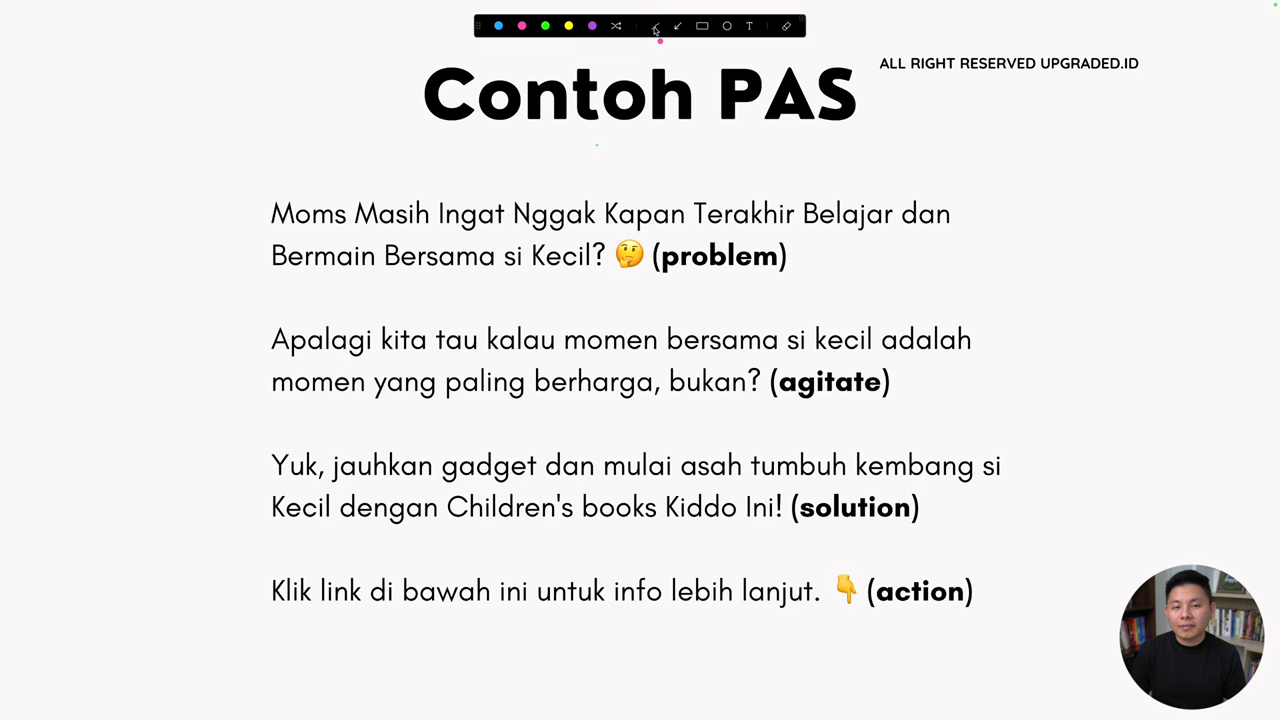 ALL RIGHT RESERVED UPGRADED.ID
Contoh PAS
Moms Masih Ingat Nggak Kapan Terakhir Belajar dan
Bermain Bersama si Kecil? 🤔 (problem)
Apalagi kita tau kalau momen bersama si kecil adalah
momen yang paling berharga, bukan? (agitate)
Yuk, jauhkan gadget dan mulai asah tumbuh kembang si
Kecil dengan Children's books Kiddo Ini! (solution)
Klik link di bawah ini untuk info lebih lanjut. 👇 (action)